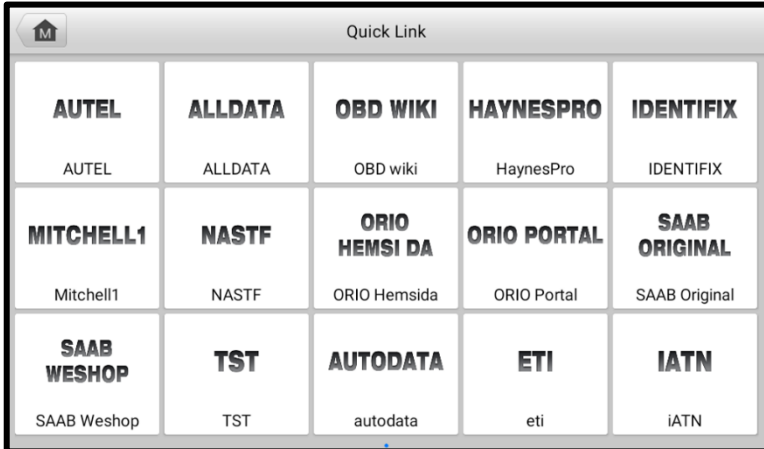 M
Quick Link
AUTEL
AUTEL
ALLDATA
ALLDATA
OBD WIKI
OBD wiki
HAYNESPRO
HaynesPro
IDENTIFIX
IDENTIFIX
MITCHELL1
Mitchell1
NASTF
NASTF
ORIO
HEMSI DA
ORIO Hemsida
ORIO PORTAL
ORIO Portal
SAAB
ORIGINAL
SAAB Original
SAAB
WESHOP
SAAB Weshop
TST
TST
AUTODATA
autodata
ETI
eti
IATN
iATN